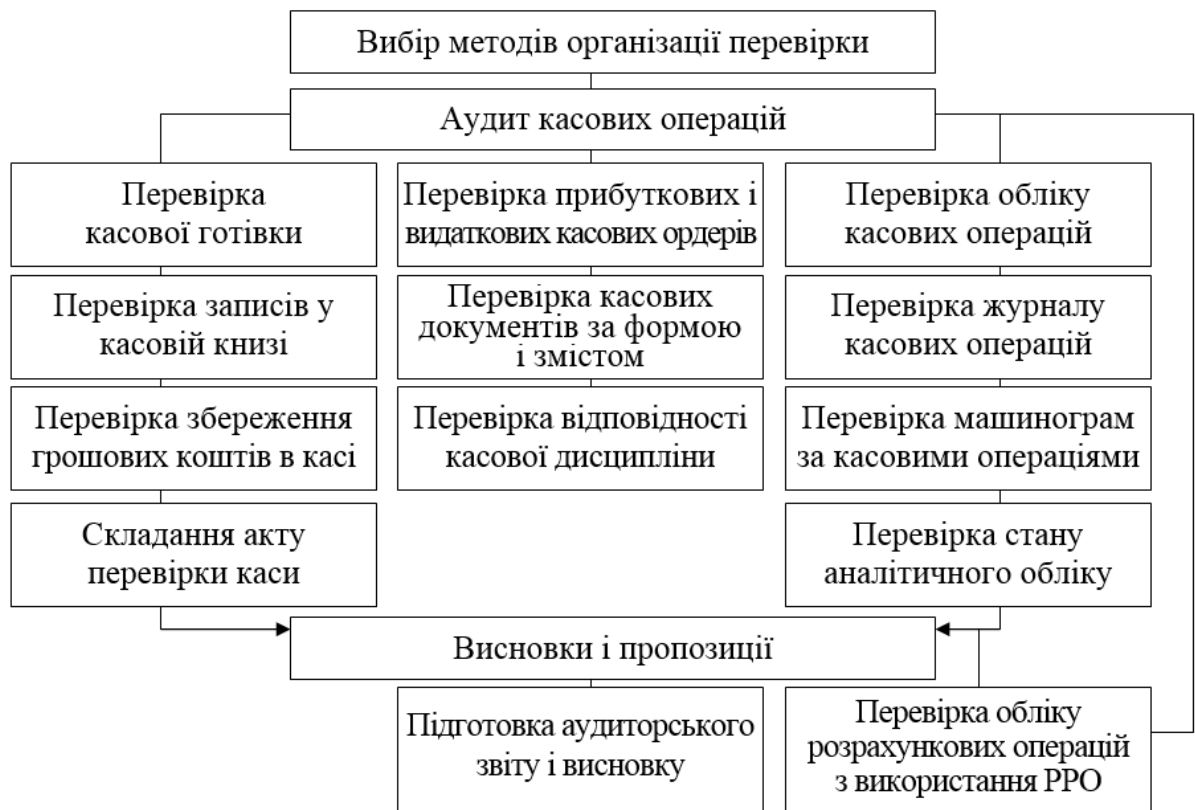 Вибір методів організації перевірки
Аудит касових операцій
Перевірка
касової готівки
Перевірка прибуткових і
видаткових касових ордерів
Перевірка обліку
касових операцій
Перевірка записів у
касовій книзі
Перевірка касових
документів за формою
і змістом
Перевірка журналу
касових операцій
Перевірка збереження
грошових коштів в касі
Перевірка відповідності
касової дисципліни
Перевірка машинограм
за касовими операціями
Складання акту
перевірки каси
Перевірка стану
аналітичного обліку
Висновки і пропозиції
Підготовка аудиторського
звіту і висновку
Перевірка обліку
розрахункових операцій
з використання РРО